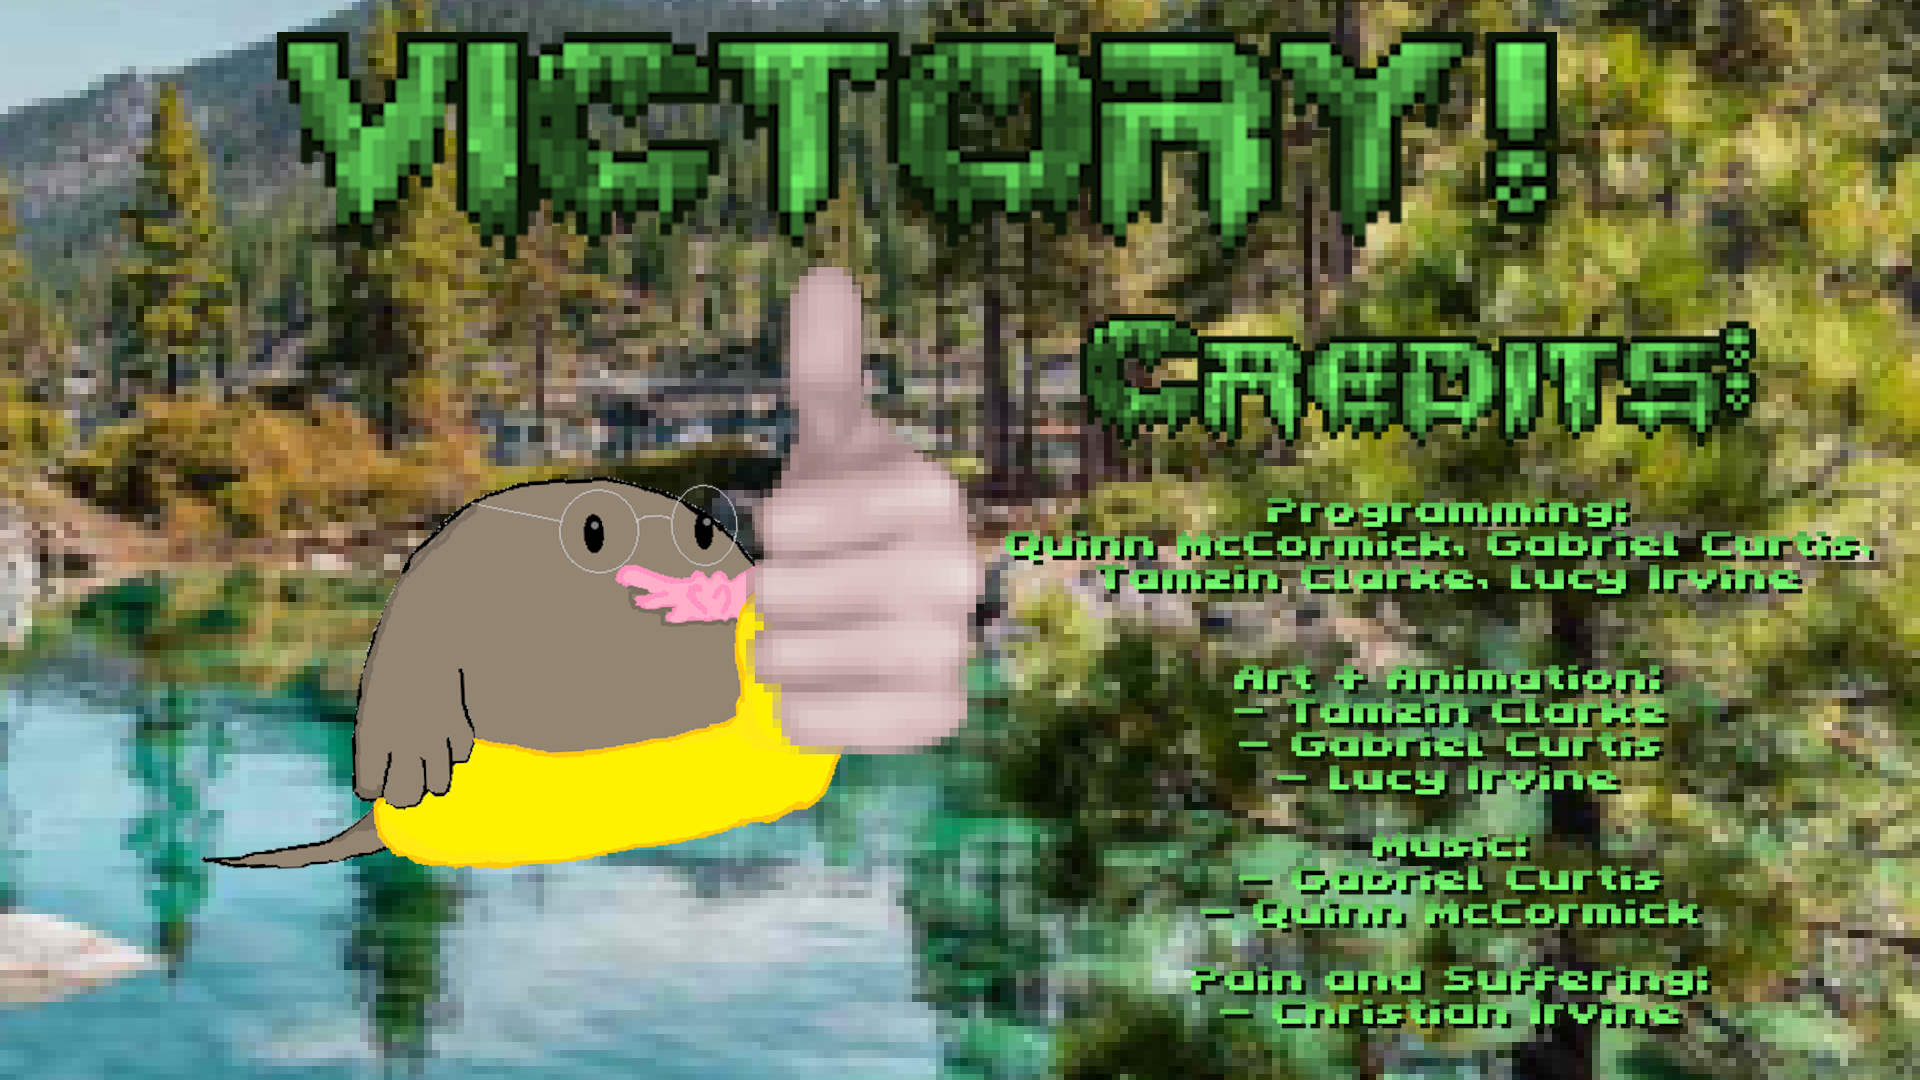 VICTORY!
CREDITS:
Programming:
Quinn McCormick, Gabriel Curtis,
Tamzin Clarke, Lucy Irvine
Art + Animation:
- Tamzin Clarke
- Gabriel Curtis
- Lucy Irvine
Music:
- Gabriel Curtis
- Quinn McCormick
Pain and Suffering:
- Christian Irvine